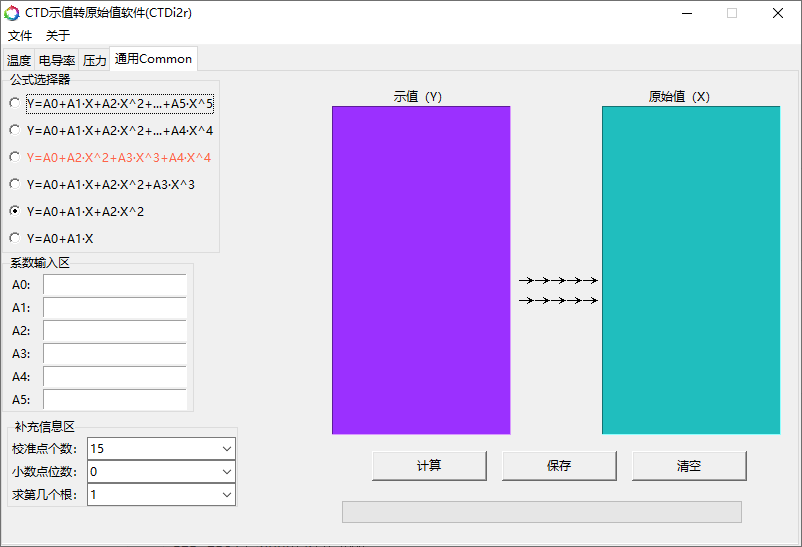 CTD示值转原始值软件(CTDi2r)
文件 关于
温度 电导率 压力 通用Common
公式选择器
Y=A0+A1·X+A2·X^2+...+A5·X^5
Y=A0+A1·X+A2·X^2+...+A4·X^4
Y=A0+A2·X^2+A3·X^3+A4·X^4
Y=A0+A1·X+A2·X^2+A3·X^3
Y=A0+A1·X+A2·X^2
Y=A0+A1·X
系数输入区
A0:
A1:
A2:
A3:
A4:
A5:
补充信息区
校准点个数: 15
小数点位数: 0
求第几个根: 1
示值（Y）
原始值（X）
计算 保存 清空